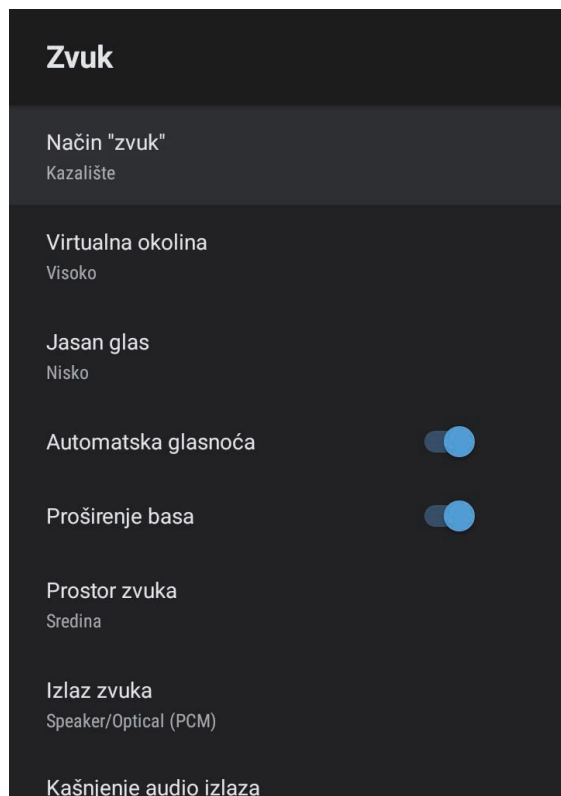 Zvuk
Način "zvuk"
Kazalište
Virtualna okolina
Visoko
Jasan glas
Nisko
Automatska glasnoća
Proširenje basa
Prostor zvuka
Sredina
Izlaz zvuka
Speaker/Optical (PCM)
Kašnjenje audio izlaza